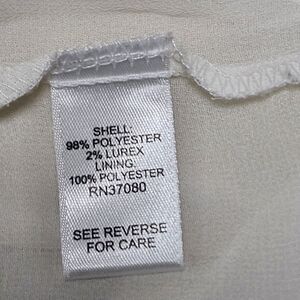 SHELL:
98% POLYESTER
2% LUREX
LINING:
100% POLYESTER
RN37080
SEE REVERSE
FOR CARE